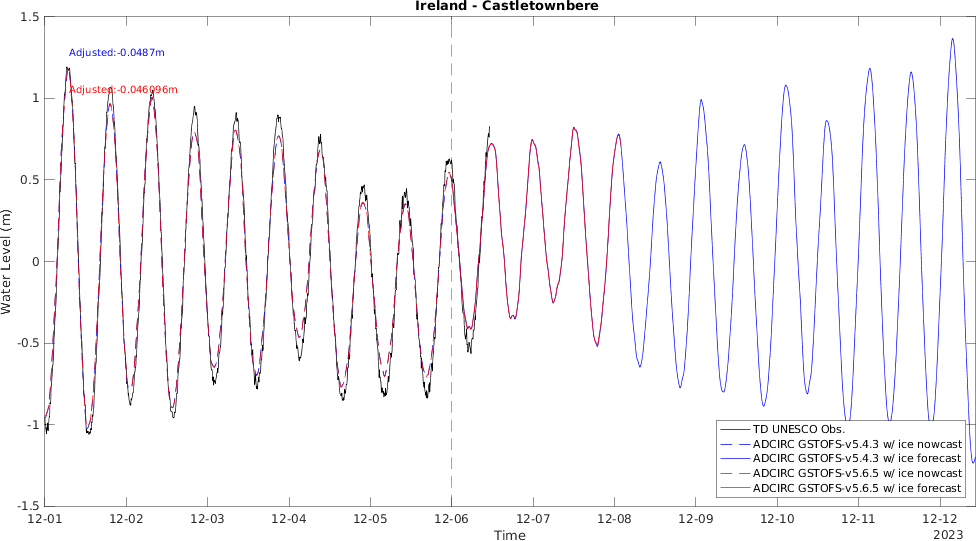 Ireland - Castletownbere
Adjusted:-0.0487m
Adjusted:-0.046096m
Water Level (m)
1.5
1
0.5
0
-0.5
-1
-1.5
TD UNESCO Obs.
ADCIRC GSTOFS-v5.4.3 w/ ice nowcast
ADCIRC GSTOFS-v5.4.3 w/ ice forecast
ADCIRC GSTOFS-v5.6.5 w/ ice nowcast
ADCIRC GSTOFS-v5.6.5 w/ ice forecast
12-01 12-02 12-03 12-04 12-05 12-06 12-07 12-08 12-09 12-10 12-11 12-12
Time
2023